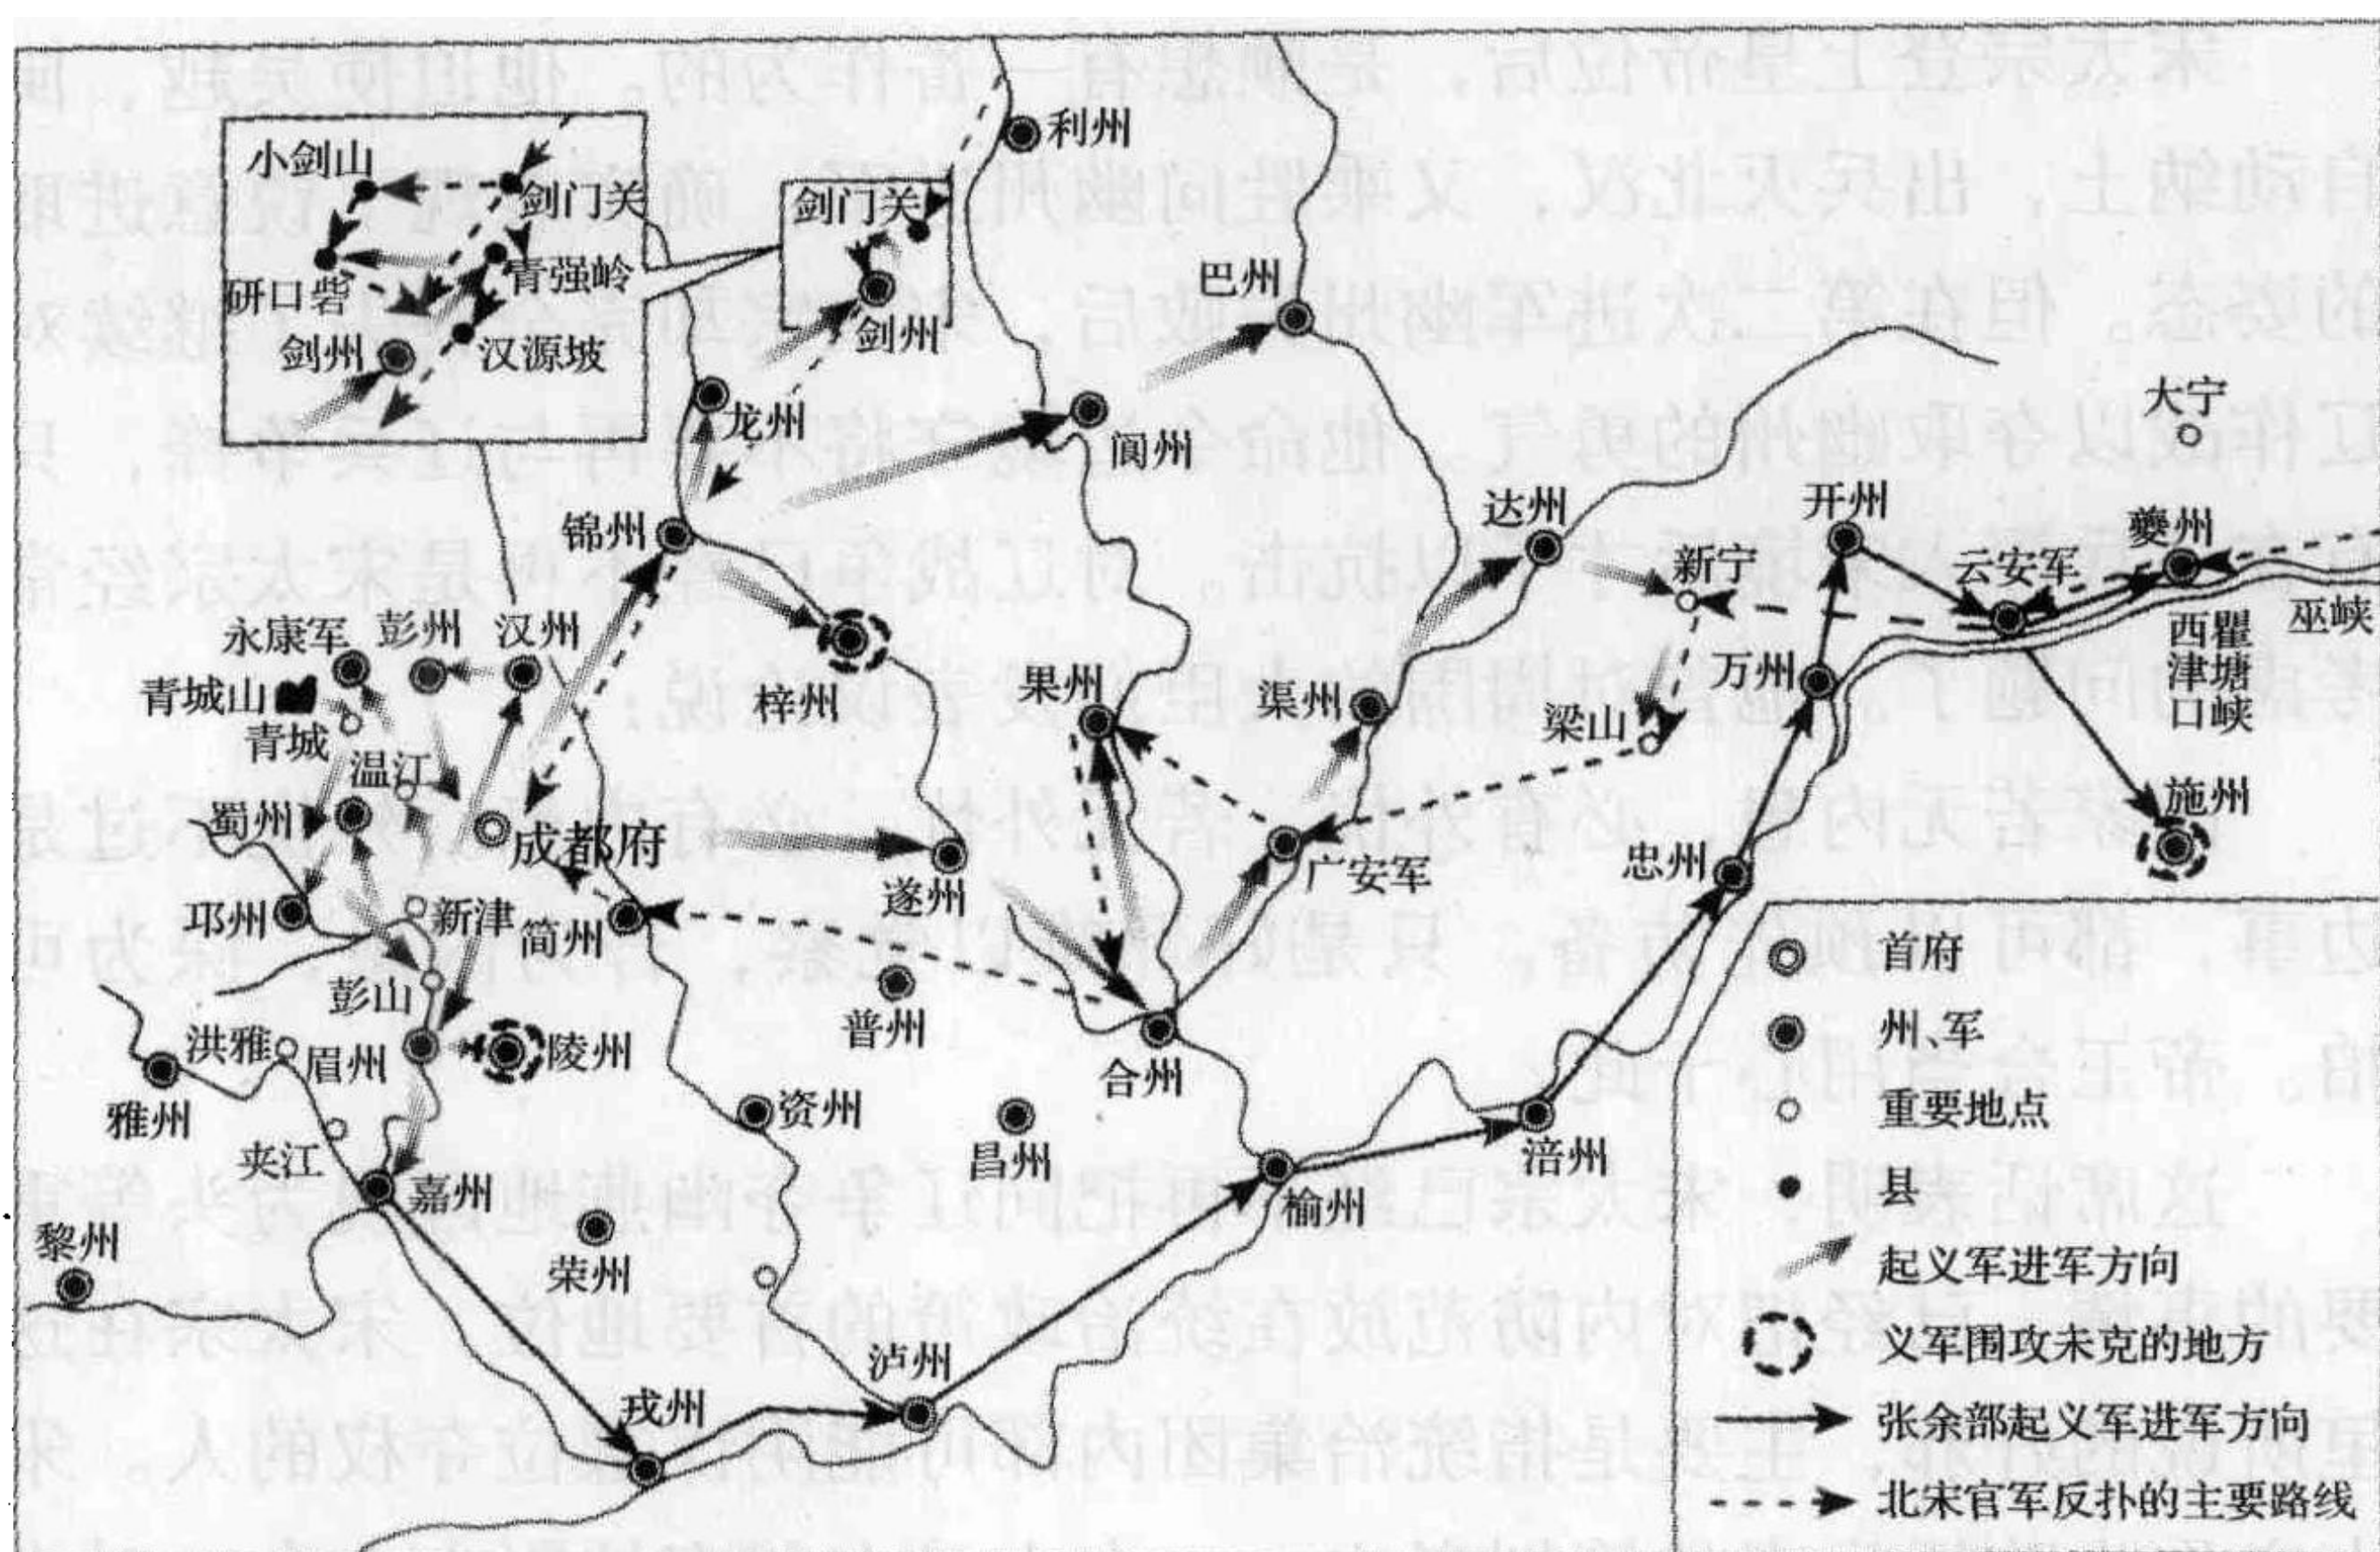 小剑山
剑门关
研口砦
青强岭
剑州
汉源坡
利州
剑门关
剑州
巴州
龙州
阆州
大宁
锦州
达州
开州
夔州
新宁
云安军
巫峡
瞿塘峡
西津口
永康军
彭州
汉州
青城山
青城
梓州
果州
渠州
万州
梁山
温江
施州
蜀州
成都府
遂州
广安军
忠州
邛州
新津
简州
彭山
普州
洪雅
眉州
陵州
合州
雅州
资州
昌州
涪州
夹江
嘉州
榆州
黎州
荣州
泸州
戎州
首府
州、军
重要地点
县
起义军进军方向
义军围攻未克的地方
张余部起义军进军方向
北宋官军反扑的主要路线